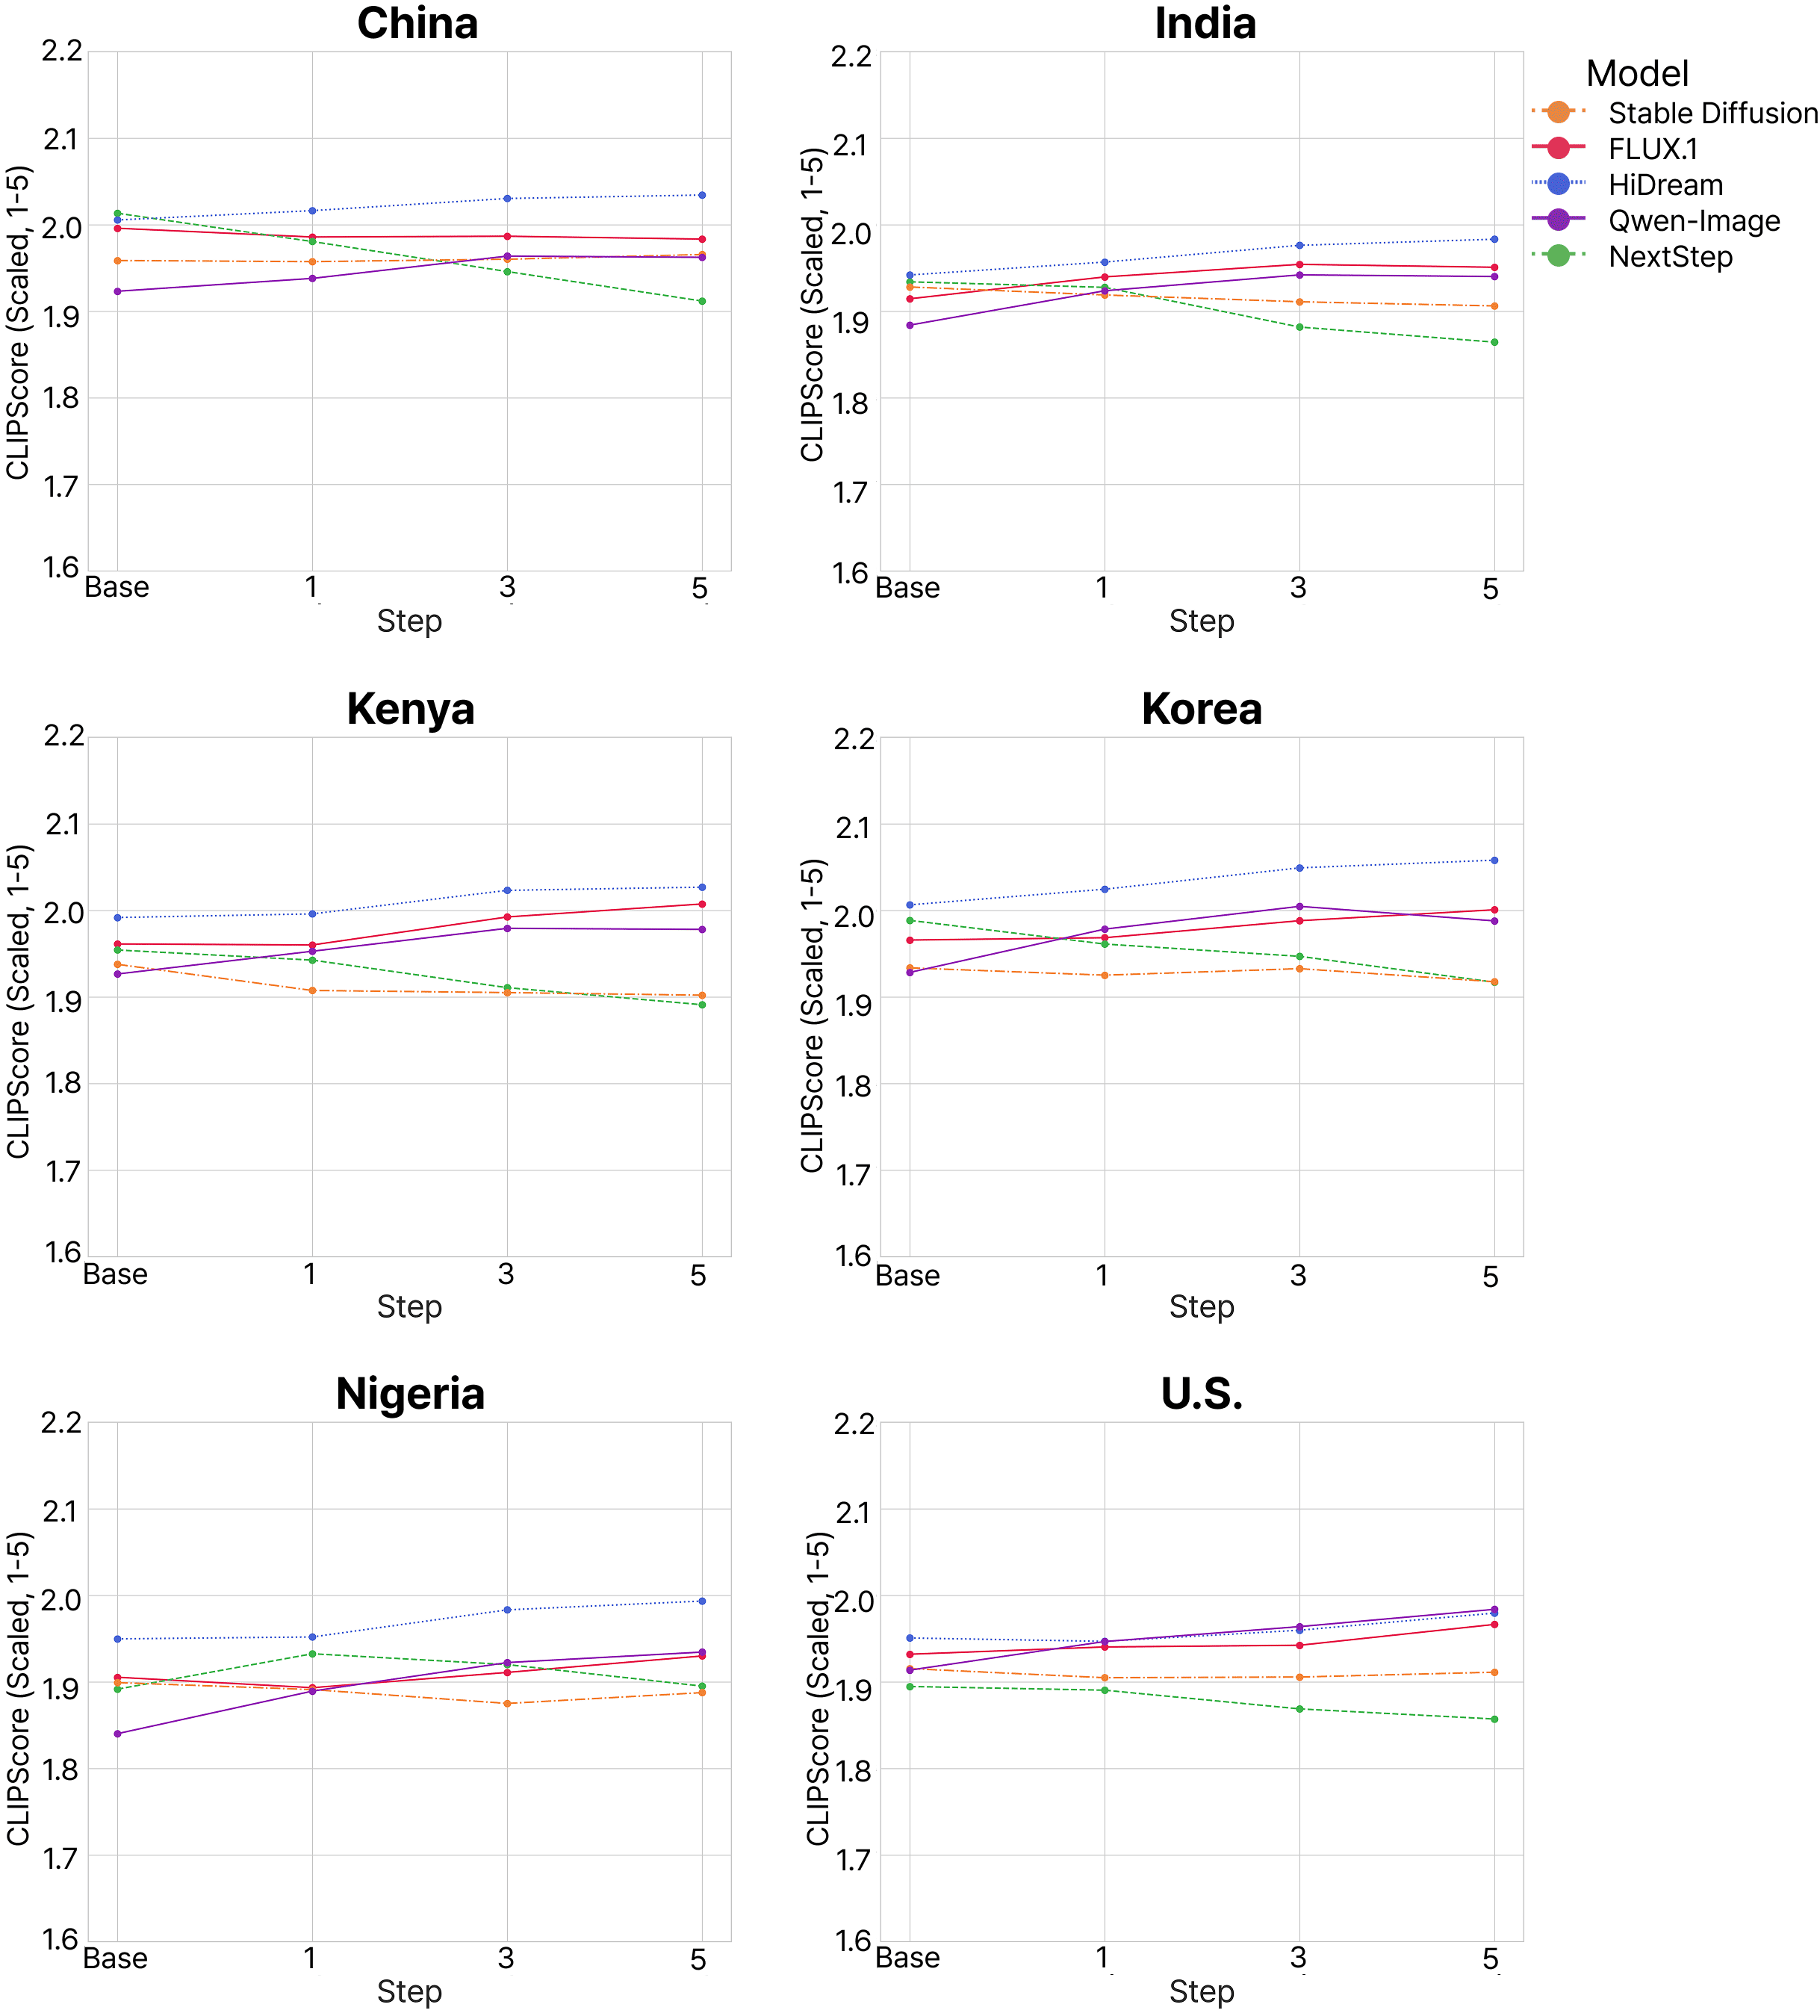 China
CLIPScore (Scaled, 1-5)
2.2
2.1
2.0
1.9
1.8
1.7
1.6
Base 1 3 5
Step
India
CLIPScore (Scaled, 1-5)
2.2
2.1
2.0
1.9
1.8
1.7
1.6
Base 1 3 5
Step
Model
Stable Diffusion
FLUX.1
HiDream
Qwen-Image
NextStep
Kenya
CLIPScore (Scaled, 1-5)
2.2
2.1
2.0
1.9
1.8
1.7
1.6
Base 1 3 5
Step
Korea
CLIPScore (Scaled, 1-5)
2.2
2.1
2.0
1.9
1.8
1.7
1.6
Base 1 3 5
Step
Nigeria
CLIPScore (Scaled, 1-5)
2.2
2.1
2.0
1.9
1.8
1.7
1.6
Base 1 3 5
Step
U.S.
CLIPScore (Scaled, 1-5)
2.2
2.1
2.0
1.9
1.8
1.7
1.6
Base 1 3 5
Step